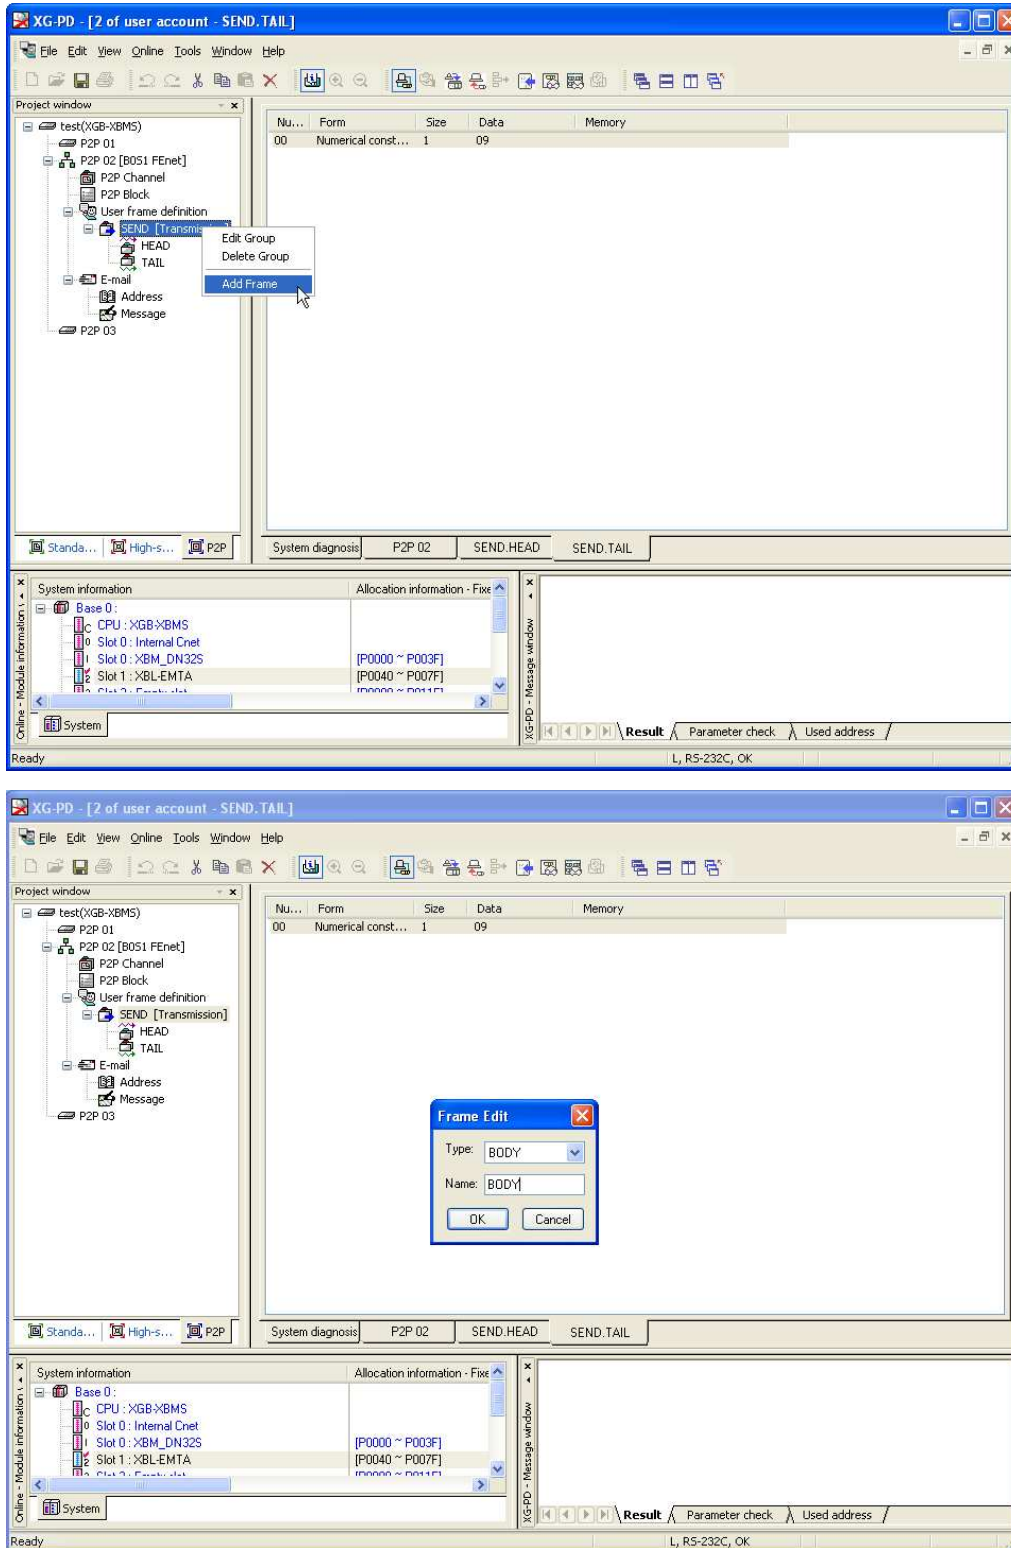 XG-PD - [2 of user account - SEND.TAIL]
File Edit View Online Tools Window Help
Project window
test(XGB-XBMS)
P2P 01
P2P 02 [B0S1 FEnet]
P2P Channel
P2P Block
User frame definition
SEND [Transmission]
HEAD
TAIL
E-mail
Address
Message
P2P 03
Edit Group
Delete Group
Add Frame
Nu... Form Size Data Memory
00 Numerical const... 1 09
Standa... High-s... P2P
System diagnosis P2P 02 SEND.HEAD SEND.TAIL
System information Allocation information - Fixe
Base 0 :
CPU : XGB-XBMS
Slot 0 : Internal Cnet
Slot 0 : XBM_DN32S [P0000 ~ P003F]
Slot 1 : XBL-EMTA [P0040 ~ P007F]
System
Online - Module information
XG-PD - Message window
Result Parameter check Used address
Ready L, RS-232C, OK
XG-PD - [2 of user account - SEND.TAIL]
File Edit View Online Tools Window Help
Project window
test(XGB-XBMS)
P2P 01
P2P 02 [B0S1 FEnet]
P2P Channel
P2P Block
User frame definition
SEND [Transmission]
HEAD
TAIL
E-mail
Address
Message
P2P 03
Nu... Form Size Data Memory
00 Numerical const... 1 09
Frame Edit
Type: BODY
Name: BODY
OK Cancel
Standa... High-s... P2P
System diagnosis P2P 02 SEND.HEAD SEND.TAIL
System information Allocation information - Fixe
Base 0 :
CPU : XGB-XBMS
Slot 0 : Internal Cnet
Slot 0 : XBM_DN32S [P0000 ~ P003F]
Slot 1 : XBL-EMTA [P0040 ~ P007F]
System
Online - Module information
XG-PD - Message window
Result Parameter check Used address
Ready L, RS-232C, OK